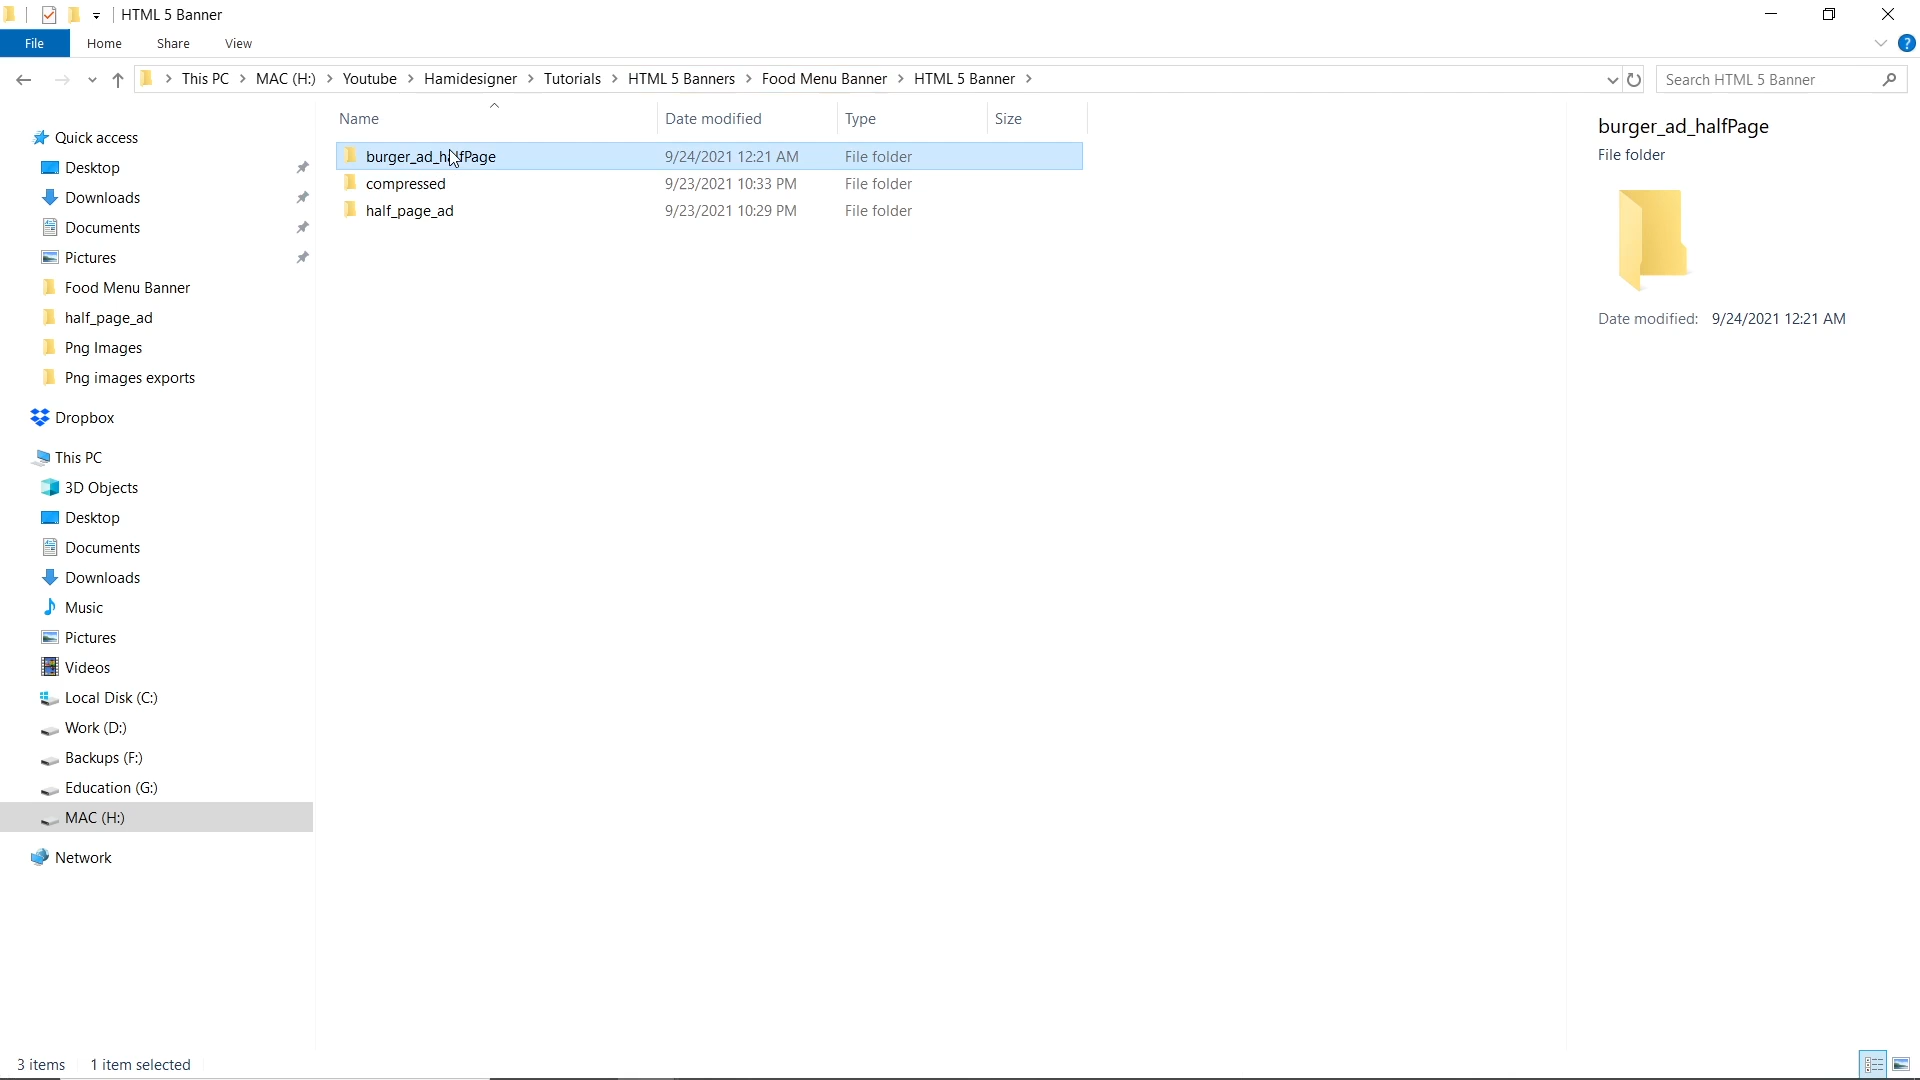 HTML 5 Banner
File Home Share View
This PC MAC (H:) Youtube Hamidesigner Tutorials HTML 5 Banners Food Menu Banner HTML 5 Banner
Search HTML 5 Banner
Name Date modified Type Size
burger_ad_halfPage 9/24/2021 12:21 AM File folder
compressed 9/23/2021 10:33 PM File folder
half_page_ad 9/23/2021 10:29 PM File folder
Quick access
Desktop
Downloads
Documents
Pictures
Food Menu Banner
half_page_ad
Png Images
Png images exports
Dropbox
This PC
3D Objects
Desktop
Documents
Downloads
Music
Pictures
Videos
Local Disk (C:)
Work (D:)
Backups (F:)
Education (G:)
MAC (H:)
Network
burger_ad_halfPage
File folder
Date modified: 9/24/2021 12:21 AM
3 items 1 item selected